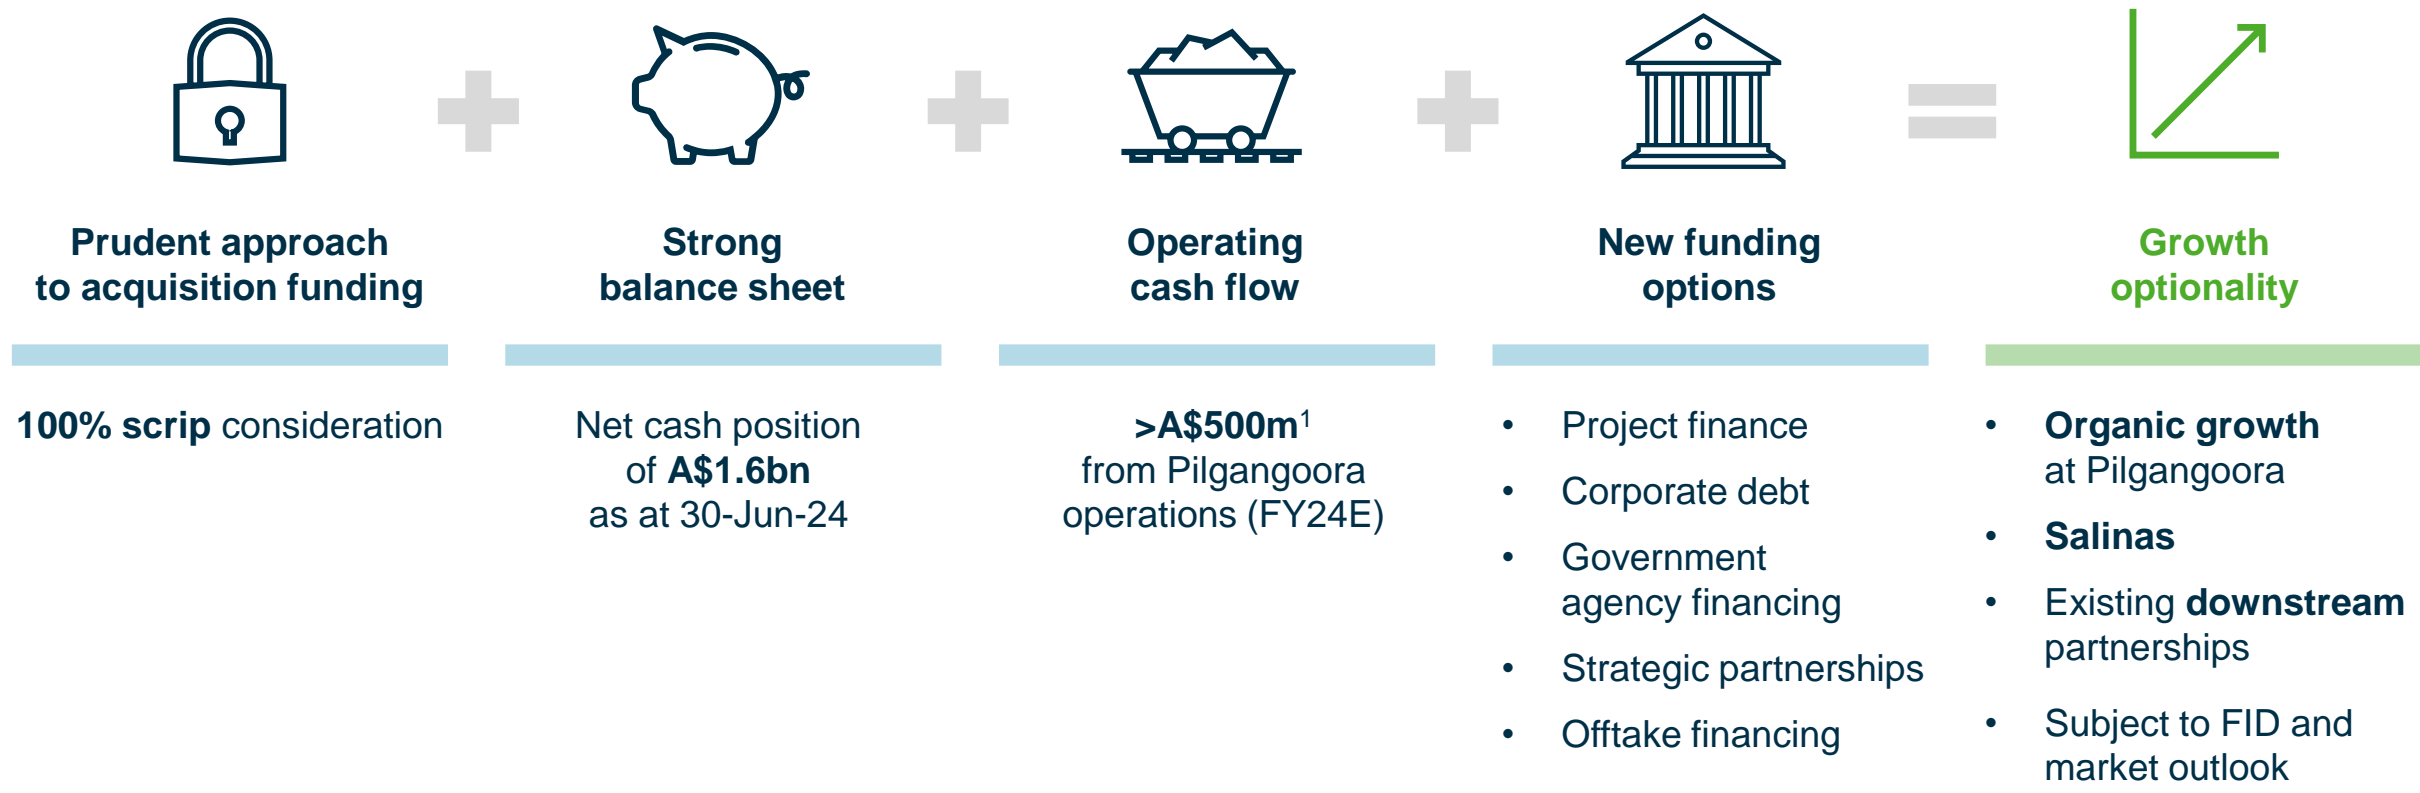 Prudent approach
to acquisition funding
100% scrip consideration
Strong
balance sheet
Net cash position
of A$1.6bn
as at 30-Jun-24
Operating
cash flow
>A$500m¹
from Pilgangoora
operations (FY24E)
New funding
options
• Project finance
• Corporate debt
• Government
agency financing
• Strategic partnerships
• Offtake financing
Growth
optionality
• Organic growth
at Pilgangoora
• Salinas
• Existing downstream
partnerships
• Subject to FID and
market outlook